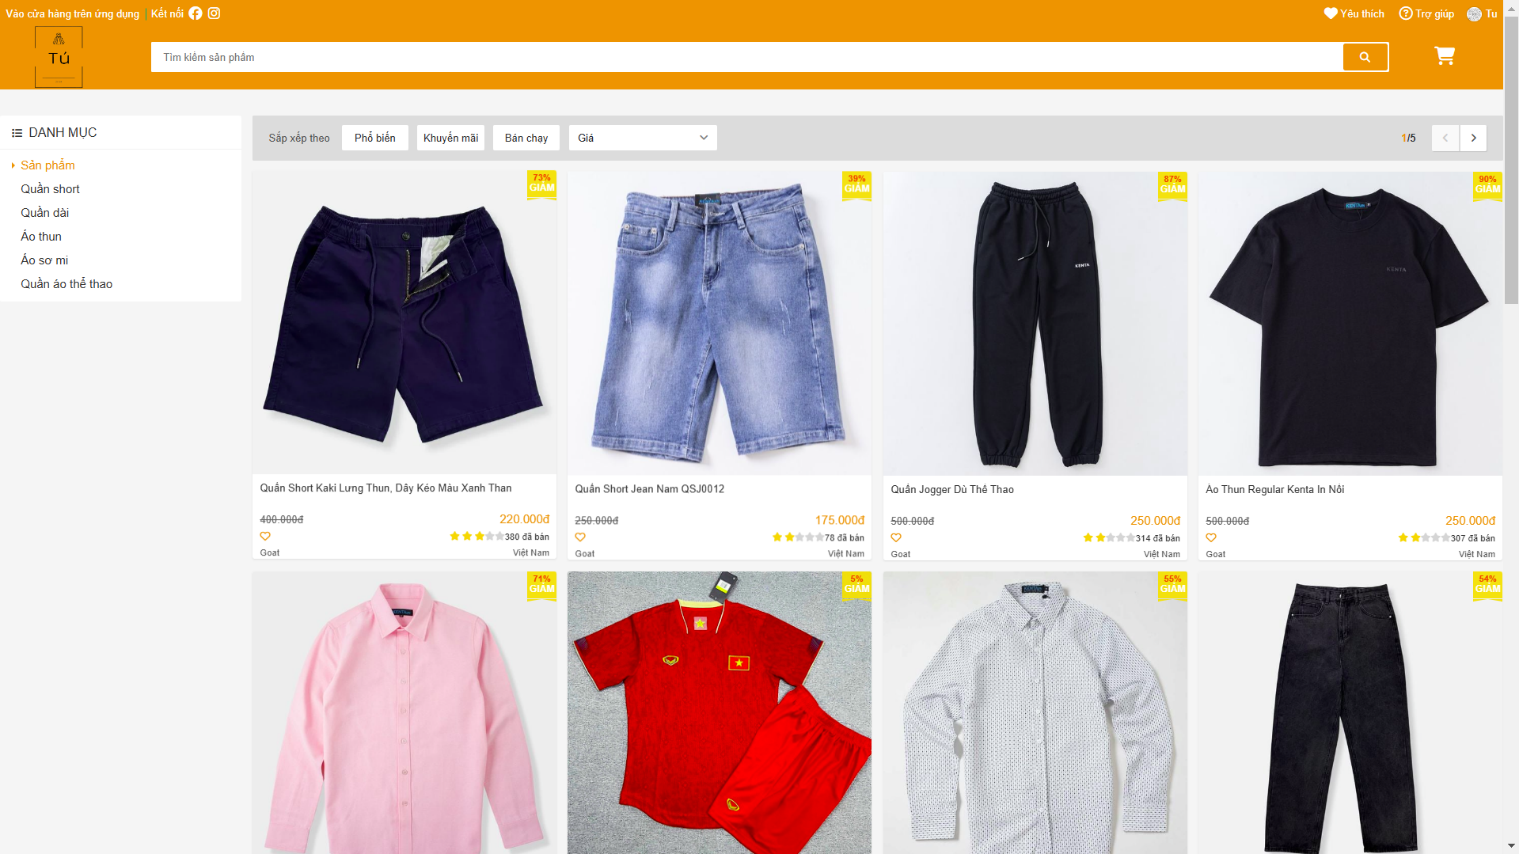 Vào cửa hàng trên ứng dụng | Kết nối
Yêu thích
Trợ giúp
Tu
Tú
Tìm kiếm sản phẩm
DANH MỤC
Sản phẩm
Quần short
Quần dài
Áo thun
Áo sơ mi
Quần áo thể thao
Sắp xếp theo
Phổ biến
Khuyến mãi
Bán chạy
Giá
1/5
73%
GIẢM
39%
GIẢM
87%
GIẢM
90%
GIẢM
KENTA
KENTA
Quần Short Kaki Lưng Thun, Dây Kéo Màu Xanh Than
400.000đ
220.000đ
380 đã bán
Goat
Việt Nam
Quần Short Jean Nam QSJ0012
250.000đ
175.000đ
78 đã bán
Goat
Việt Nam
Quần Jogger Dù Thể Thao
500.000đ
250.000đ
314 đã bán
Goat
Việt Nam
Áo Thun Regular Kenta In Nổi
500.000đ
250.000đ
307 đã bán
Goat
Việt Nam
71%
GIẢM
5%
GIẢM
55%
GIẢM
54%
GIẢM